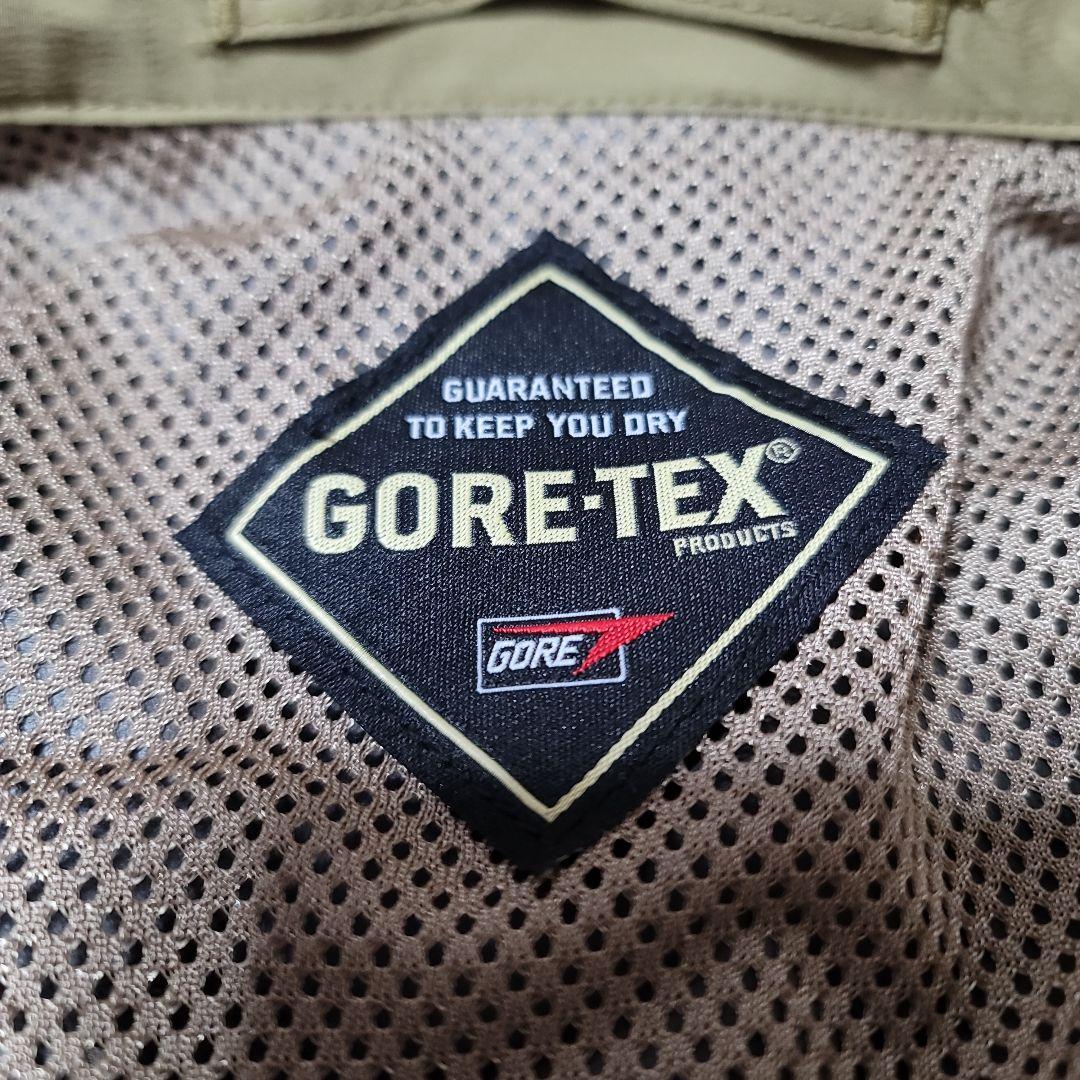 GUARANTEED
TO KEEP YOU DRY
GORE-TEX®
PRODUCTS
GORE